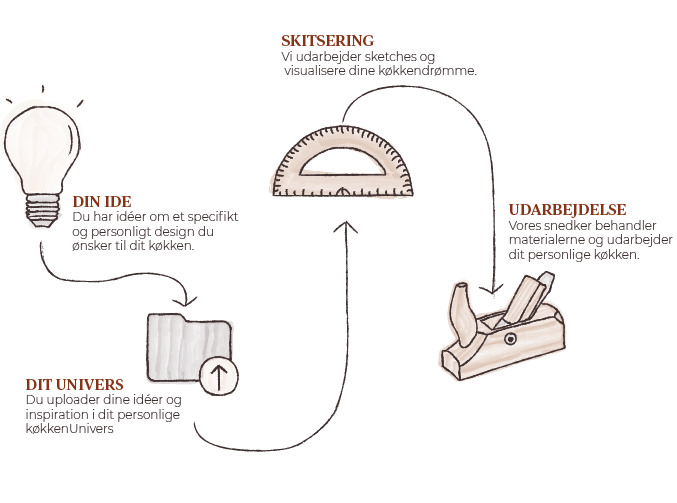 DIN IDE
Du har idéer om et specifikt
og personligt design du
ønsker til dit køkken.
DIT UNIVERS
Du uploader dine idéer og
inspiration i dit personlige
køkkenUnivers
SKITSERING
Vi udarbejder sketches og
visualisere dine køkkendrømme.
UDARBEJDELSE
Vores snedker behandler
materialerne og udarbejder
dit personlige køkken.